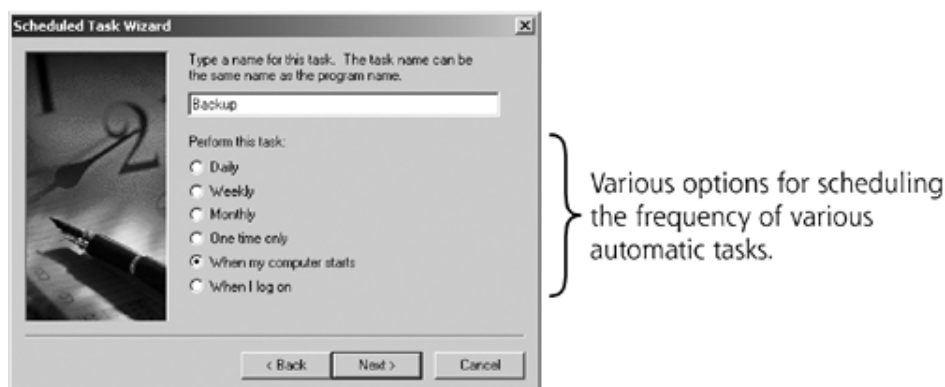 Scheduled Task Wizard
Type a name for this task. The task name can be
the same name as the program name.
Backup
Perform this task:
Daily
Weekly
Monthly
One time only
When my computer starts
When I log on
< Back
Next >
Cancel
Various options for scheduling
the frequency of various
automatic tasks.